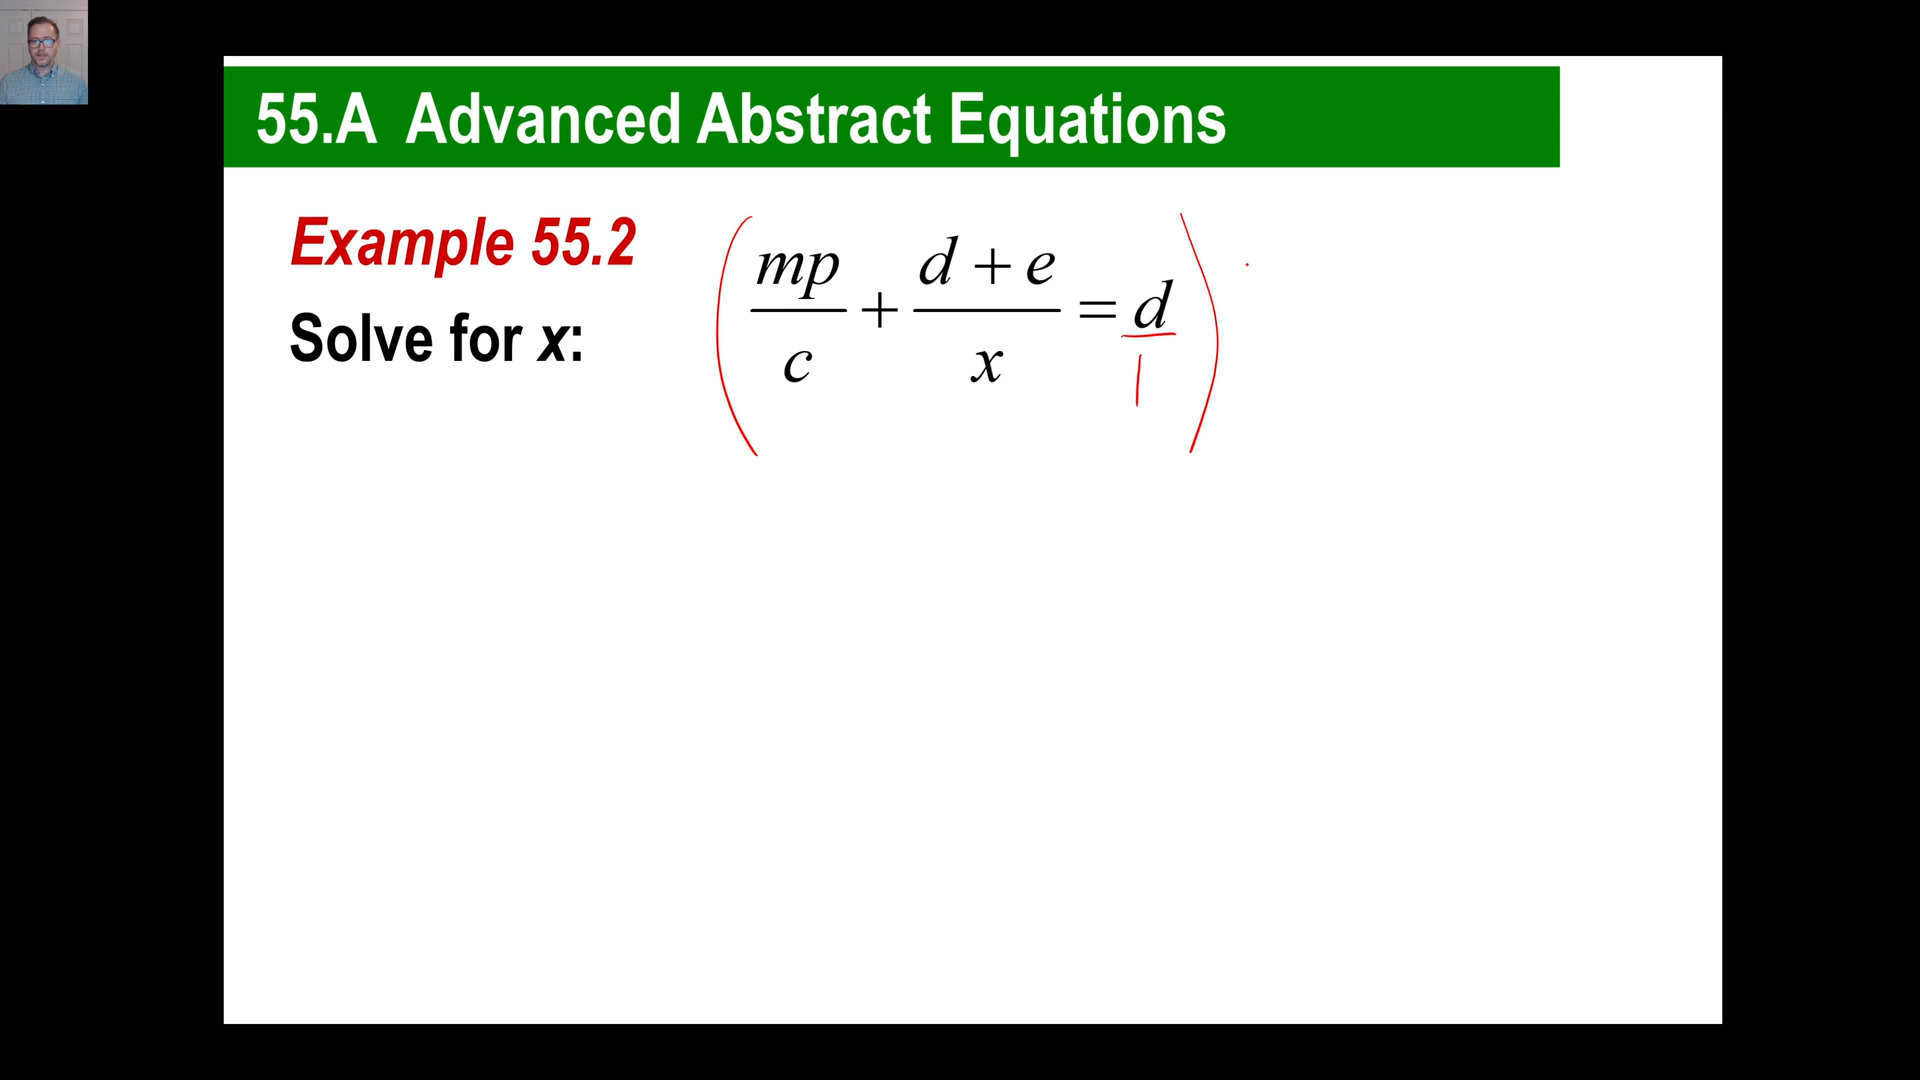 55.A Advanced Abstract Equations
Example 55.2
Solve for x:
( mp/c + (d + e)/x = d/1 )